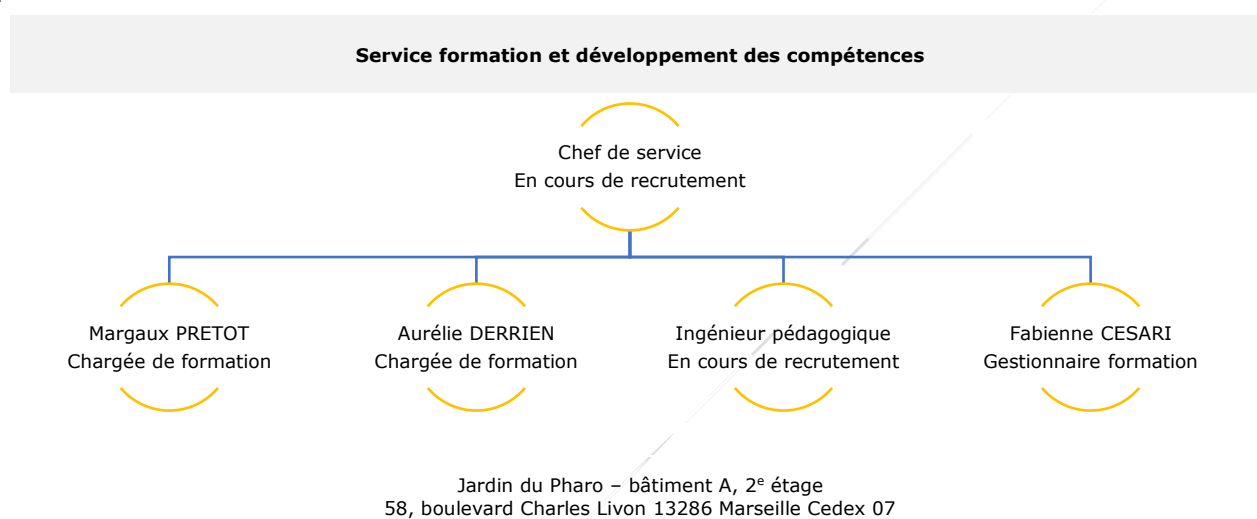 Service formation et développement des compétences
Chef de service
En cours de recrutement
Margaux PRETOT
Chargée de formation
Aurélie DERRIEN
Chargée de formation
Ingénieur pédagogique
En cours de recrutement
Fabienne CESARI
Gestionnaire formation
Jardin du Pharo – bâtiment A, 2e étage
58, boulevard Charles Livon 13286 Marseille Cedex 07